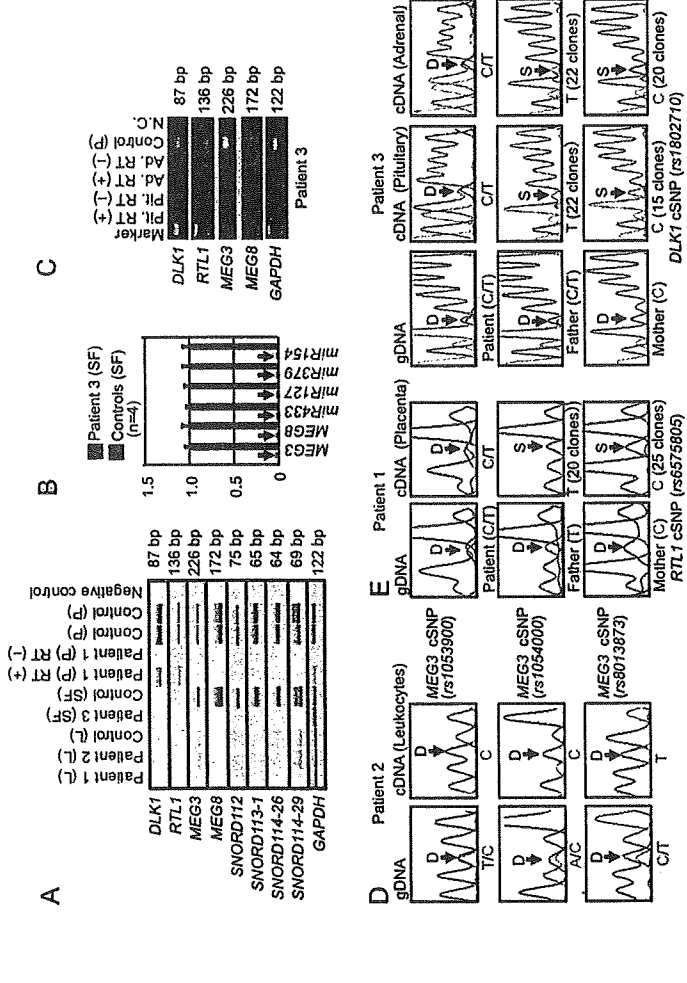 A
Patient 1 (L)
Patient 2 (L)
Control (L)
Patient 3 (SF)
Control (SF)
Patient 1 (P) RT (+)
Patient 1 (P) RT (−)
Control (P)
Control (P)
Negative control
DLK1 87 bp
RTL1 136 bp
MEG3 226 bp
MEG8 172 bp
SNORD112 75 bp
SNORD113-1 65 bp
SNORD114-26 64 bp
SNORD114-29 69 bp
GAPDH 122 bp
B
Patient 3 (SF)
Controls (SF)
(n=4)
1.5
1.0
0.5
0
MEG3
MEG8
miR433
miR127
miR379
miR154
C
Marker
Pit. RT (+)
Pit. RT (−)
Ad. RT (+)
Ad. RT (−)
Control (P)
N.C.
DLK1 87 bp
RTL1 136 bp
MEG3 226 bp
MEG8 172 bp
GAPDH 122 bp
Patient 3
D
Patient 2
gDNA cDNA (Leukocytes)
D D
T/C C
MEG3 cSNP
(rs1053900)
D D
A/C C
MEG3 cSNP
(rs1054000)
D D
C/T T
MEG3 cSNP
(rs8013873)
E
Patient 1
gDNA cDNA (Placenta)
D D
Patient (C/T) C/T
D S
Father (T) T (20 clones)
D S
Mother (C) C (25 clones)
RTL1 cSNP (rs6575805)
Patient 3
gDNA cDNA (Pituitary) cDNA (Adrenal)
D D D
Patient (C/T) C/T C/T
D S S
Father (C/T) T (22 clones) T (22 clones)
D S S
Mother (C) C (15 clones) C (20 clones)
DLK1 cSNP (rs1802710)